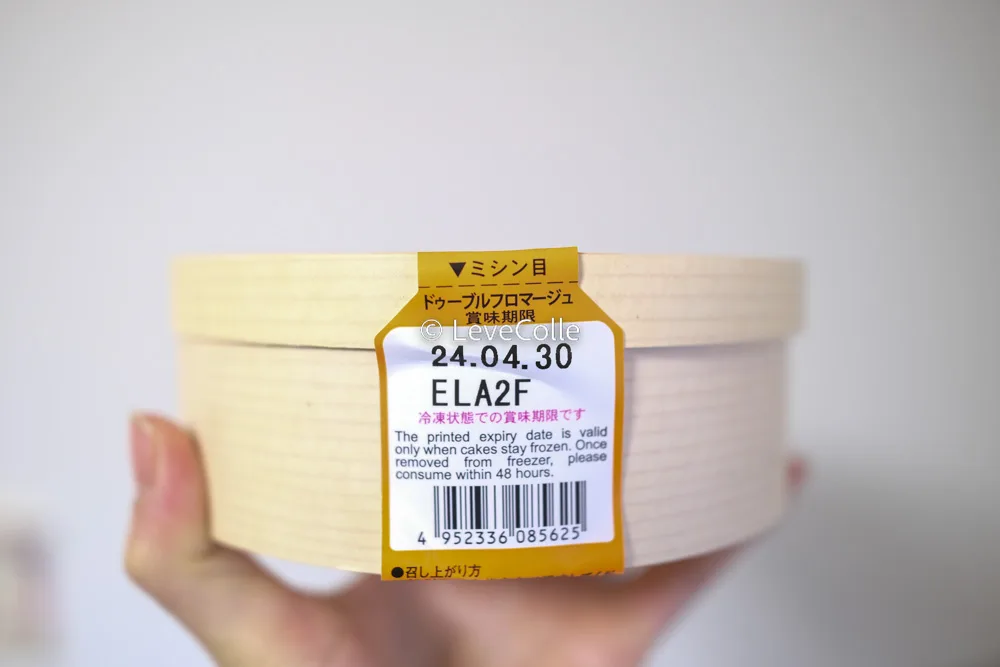 ▼ミシン目
ドゥーブルフロマージュ
賞味期限
© LeveColle
24.04.30
ELA2F
冷凍状態での賞味期限です
The printed expiry date is valid
only when cakes stay frozen. Once
removed from freezer, please
consume within 48 hours.
4 952336 085625
●召し上がり方